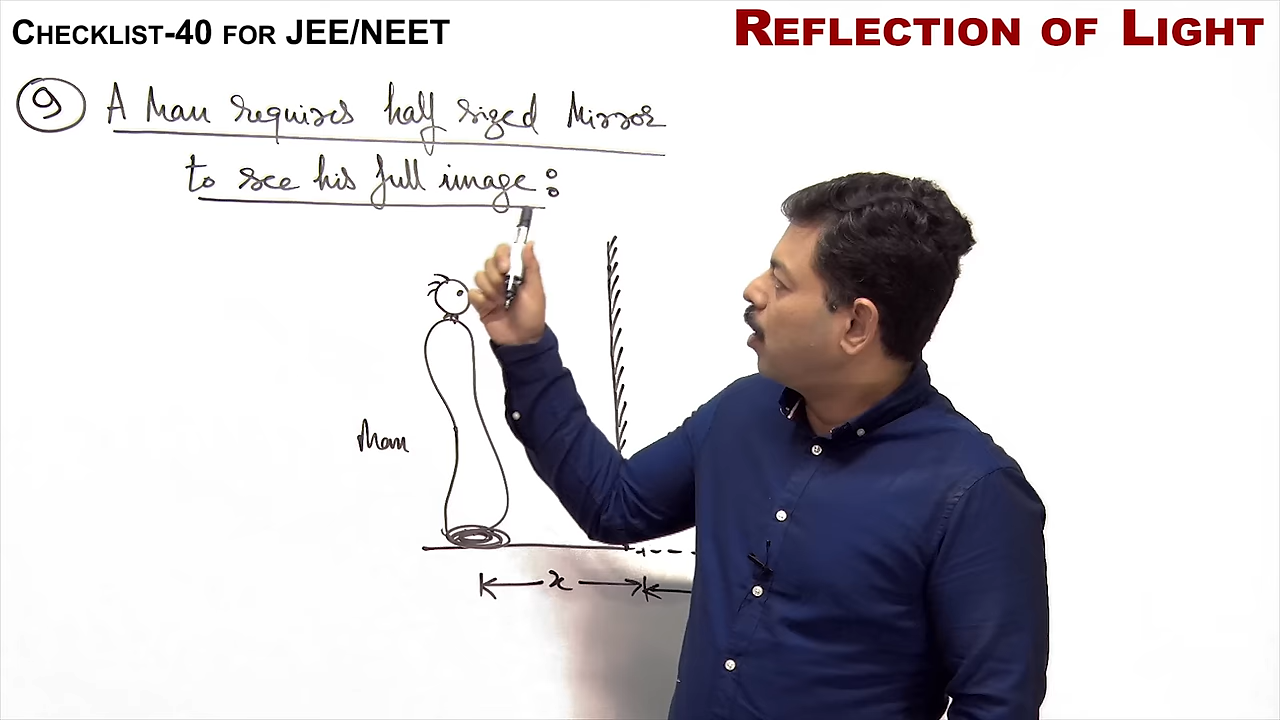 CHECKLIST-40 FOR JEE/NEET
REFLECTION OF LIGHT
9 A Man requires half sized Mirror
to see his full image :
Man
x